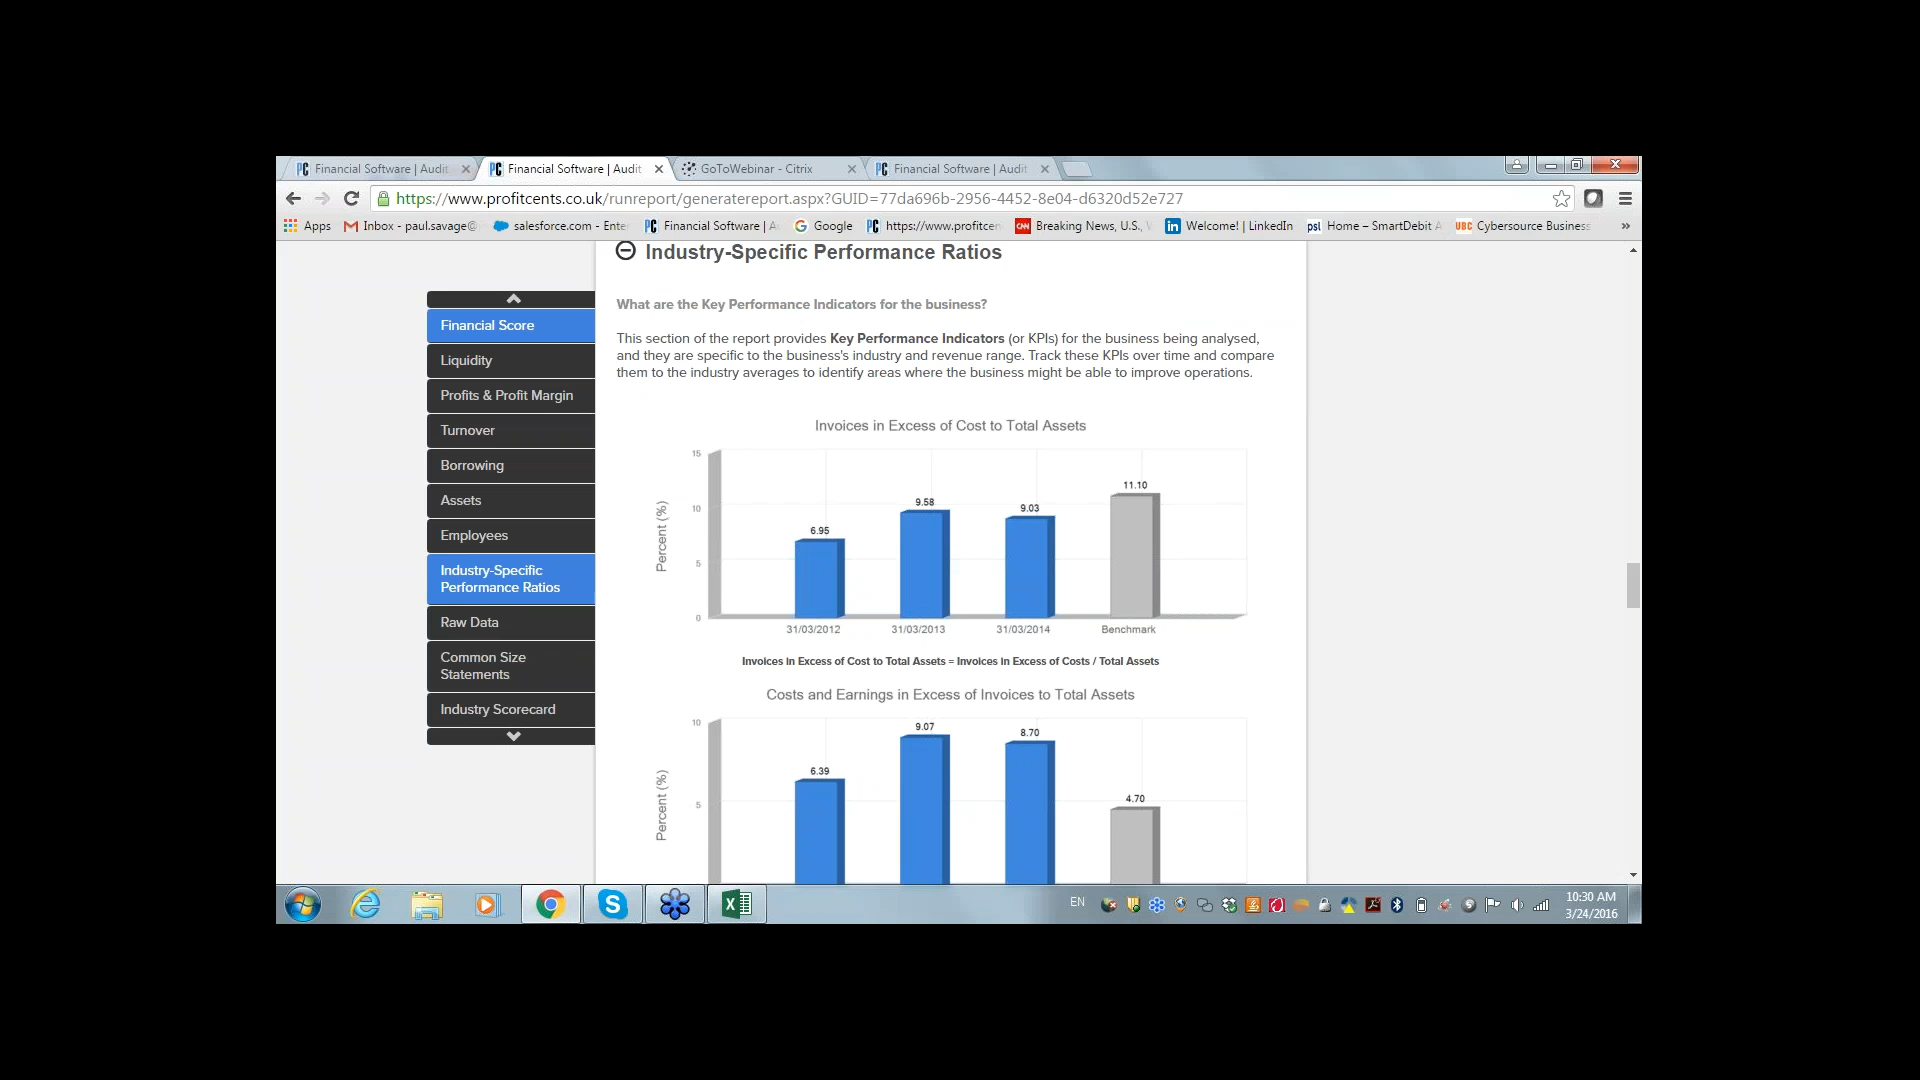 Financial Software | Audit
Financial Software | Audit
GoToWebinar - Citrix
Financial Software | Audit
https://www.profitcents.co.uk/runreport/generatereport.aspx?GUID=77da696b-2956-4452-8e04-d6320d52e727
Apps
Inbox - paul.savage@
salesforce.com - Enter
Financial Software | A
Google
https://www.profitcen
Breaking News, U.S.,
Welcome! | LinkedIn
psl Home – SmartDebit A
UBC Cybersource Business
»
Industry-Specific Performance Ratios
What are the Key Performance Indicators for the business?
This section of the report provides Key Performance Indicators (or KPIs) for the business being analysed,
and they are specific to the business's industry and revenue range. Track these KPIs over time and compare
them to the industry averages to identify areas where the business might be able to improve operations.
Financial Score
Liquidity
Profits & Profit Margin
Turnover
Borrowing
Assets
Employees
Industry-Specific
Performance Ratios
Raw Data
Common Size
Statements
Industry Scorecard
Invoices in Excess of Cost to Total Assets
Percent (%)
15
10
5
0
6.95
9.58
9.03
11.10
31/03/2012
31/03/2013
31/03/2014
Benchmark
Invoices in Excess of Cost to Total Assets = Invoices in Excess of Costs / Total Assets
Costs and Earnings in Excess of Invoices to Total Assets
Percent (%)
10
5
6.39
9.07
8.70
4.70
EN
10:30 AM
3/24/2016